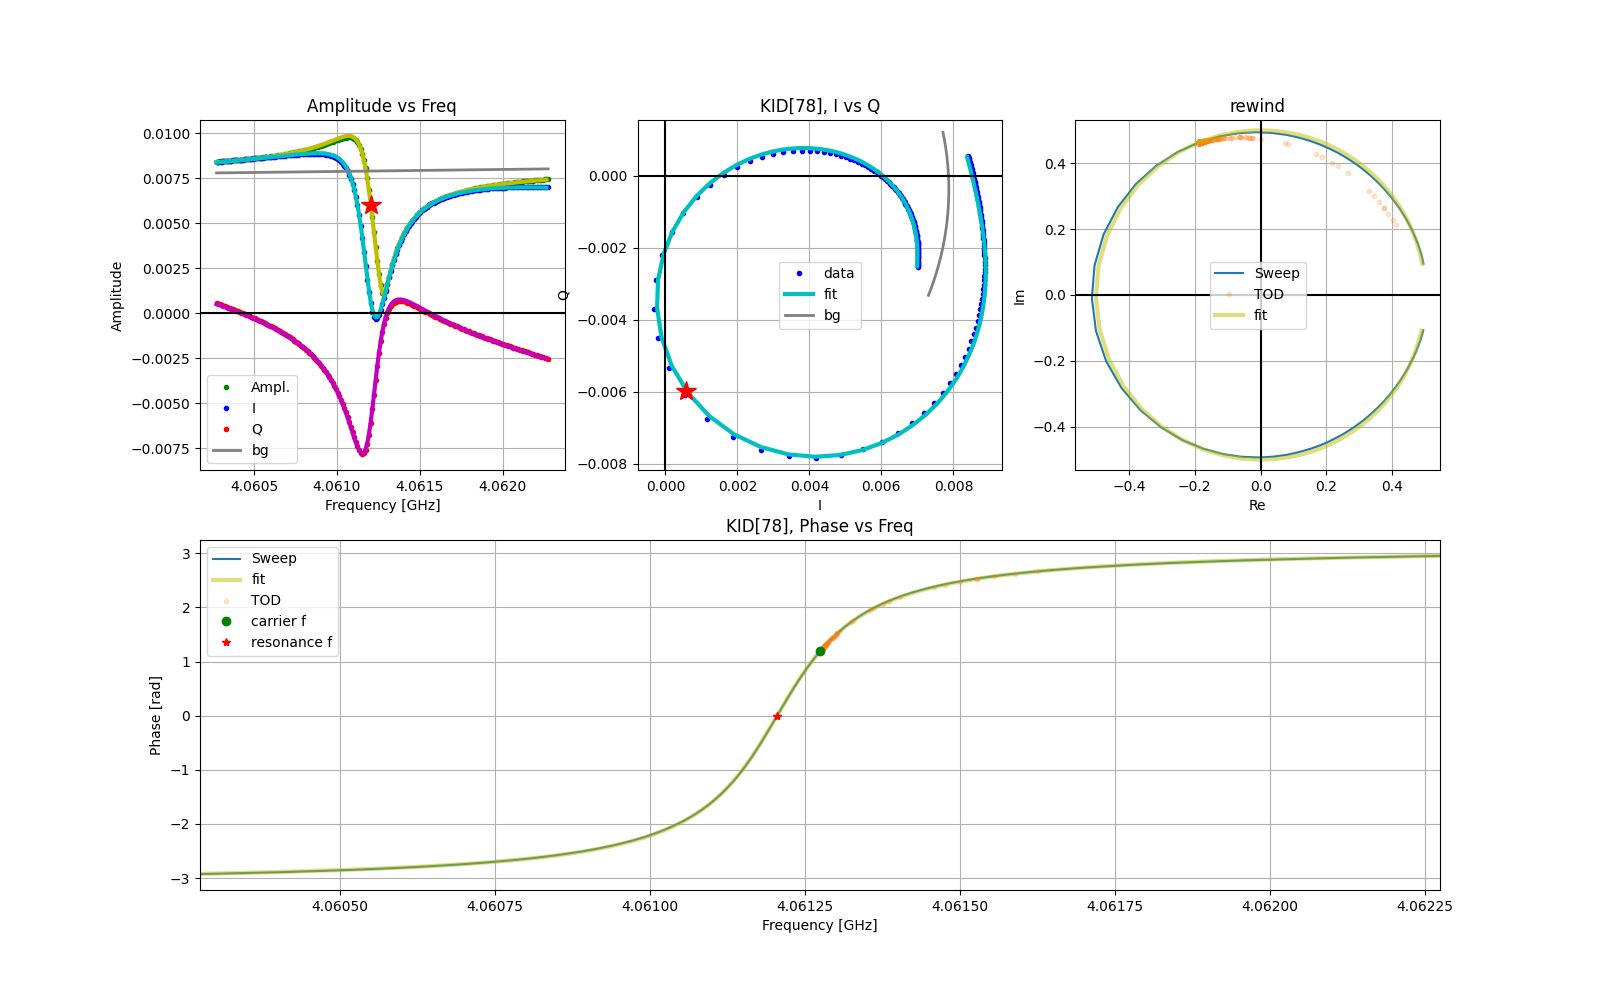 Amplitude vs Freq
0.0100
0.0075
0.0050
0.0025
0.0000
−0.0025
−0.0050
−0.0075
Amplitude
Ampl.
I
Q
bg
4.0605
4.0610
4.0615
4.0620
Frequency [GHz]
KID[78], I vs Q
0.000
−0.002
−0.004
−0.006
−0.008
Q
data
fit
bg
0.000
0.002
0.004
0.006
0.008
I
rewind
0.4
0.2
0.0
−0.2
−0.4
Im
Sweep
TOD
fit
−0.4
−0.2
0.0
0.2
0.4
Re
KID[78], Phase vs Freq
3
2
1
0
−1
−2
−3
Phase [rad]
Sweep
fit
TOD
carrier f
resonance f
4.06050
4.06075
4.06100
4.06125
4.06150
4.06175
4.06200
4.06225
Frequency [GHz]